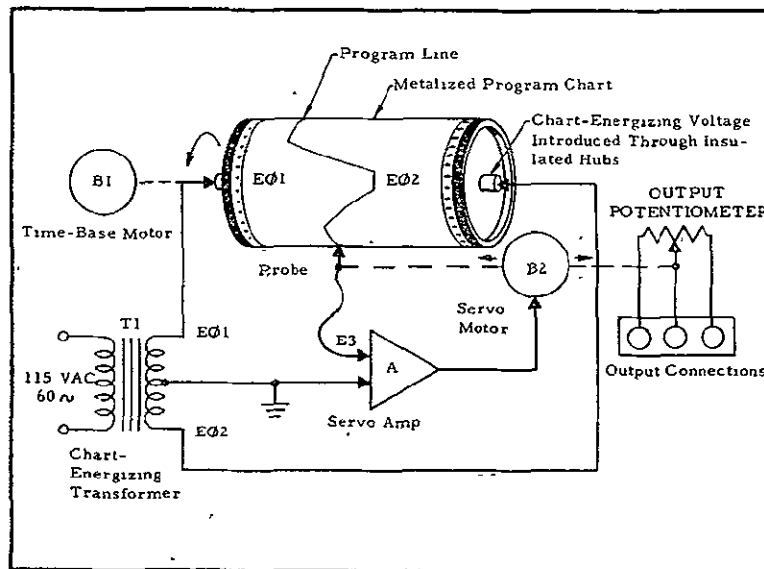 Program Line
Metalized Program Chart
Chart-Energizing Voltage
Introduced Through Insu-
lated Hubs
B1
EØ1
EØ2
Time-Base Motor
OUTPUT
POTENTIOMETER
Probe
B2
Servo
Motor
T1
EØ1
E3
A
115 VAC
60 ~
Servo Amp
Output Connections
EØ2
Chart-
Energizing
Transformer